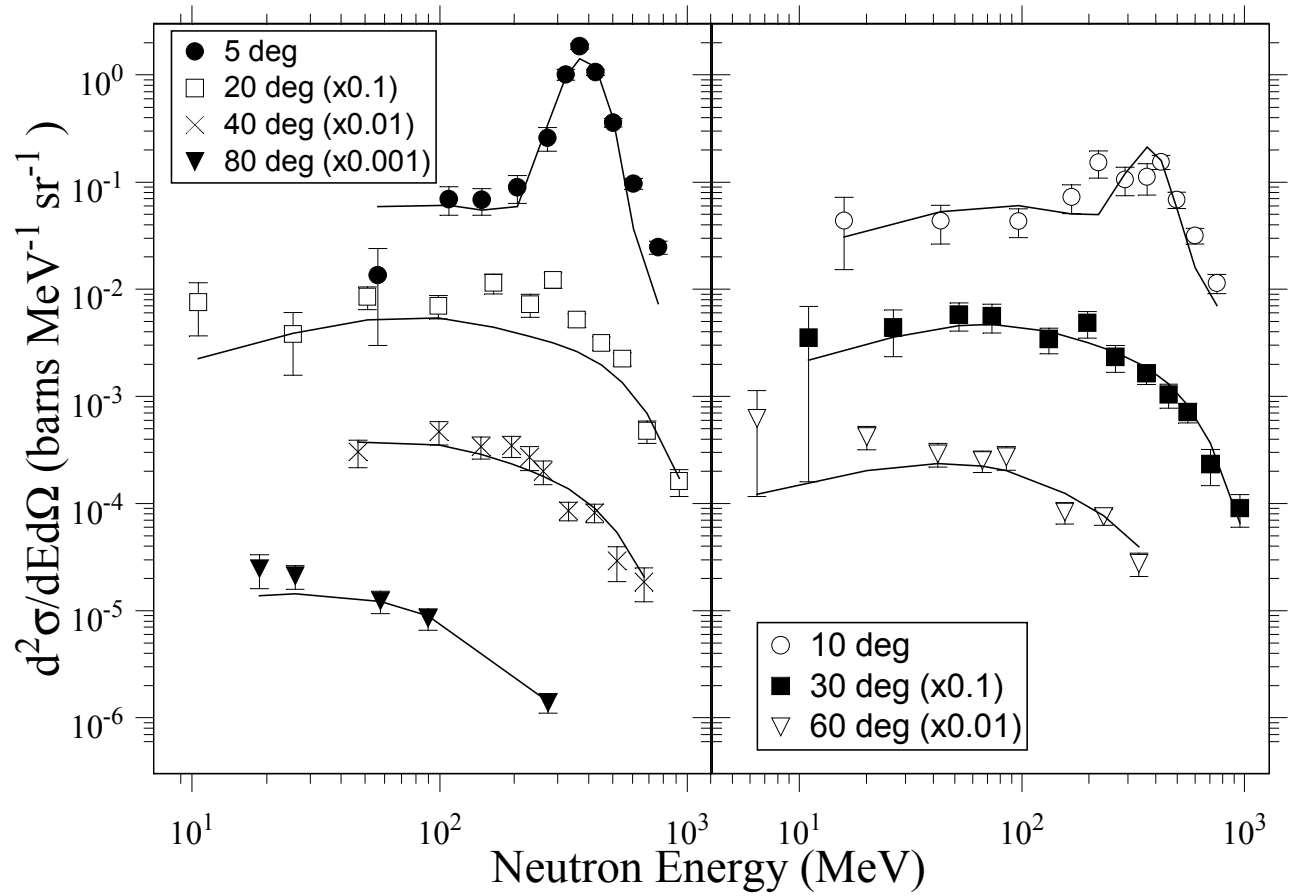 5 deg
20 deg (x0.1)
40 deg (x0.01)
80 deg (x0.001)
10 deg
30 deg (x0.1)
60 deg (x0.01)
d²σ/dEdΩ (barns MeV⁻¹ sr⁻¹)
10⁰
10⁻¹
10⁻²
10⁻³
10⁻⁴
10⁻⁵
10⁻⁶
10¹ 10² 10³ 10¹ 10² 10³
Neutron Energy (MeV)